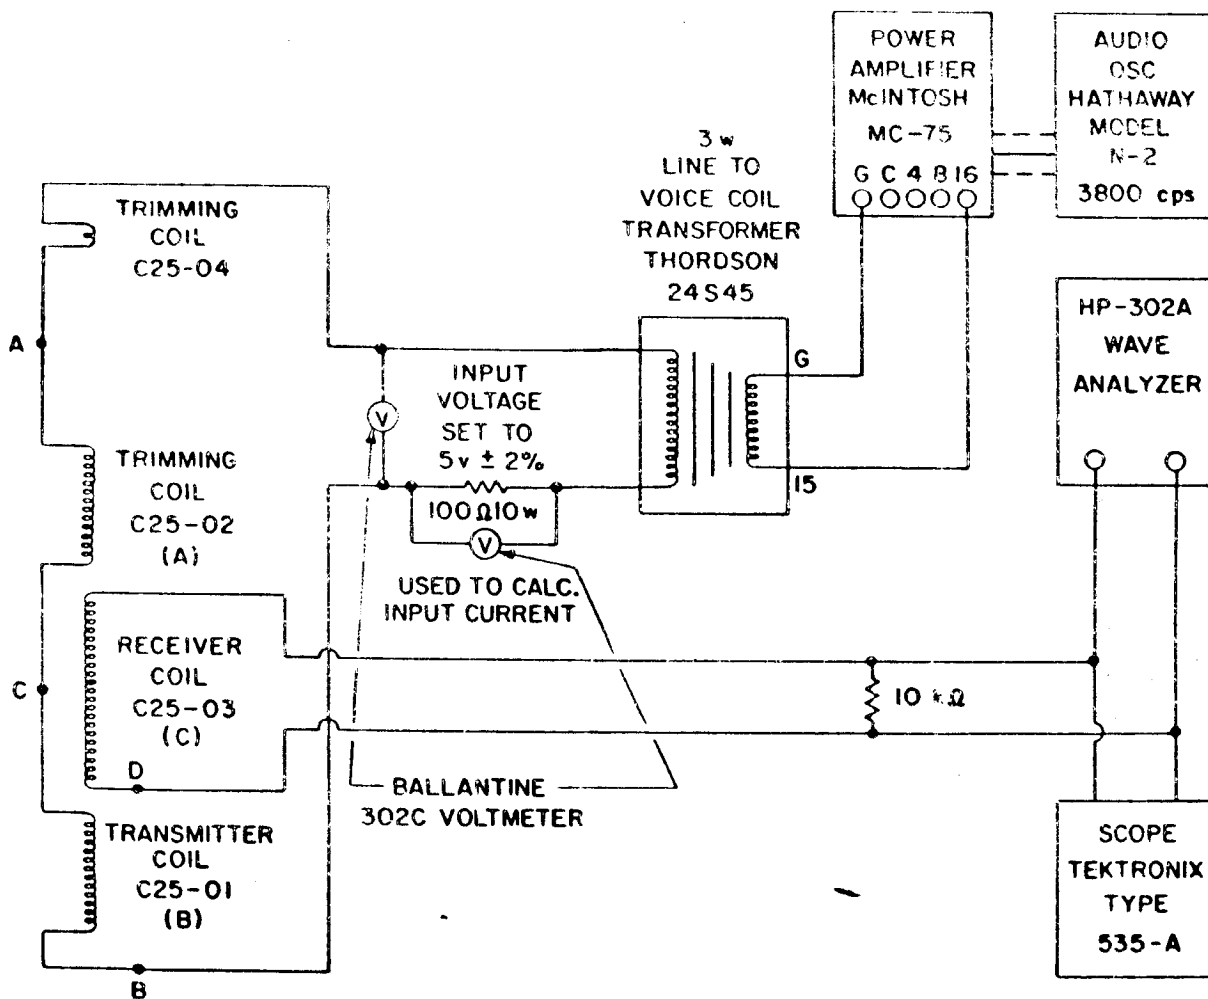 POWER
AMPLIFIER
McINTOSH
MC-75
G C 4 8 16
AUDIO
OSC
HATHAWAY
MODEL
N-2
3800 cps
3 w
LINE TO
VOICE COIL
TRANSFORMER
THORDSON
24S45
G
15
TRIMMING
COIL
C25-04
A
INPUT
VOLTAGE
SET TO
5v ± 2%
V
100Ω10w
V
USED TO CALC.
INPUT CURRENT
HP-302A
WAVE
ANALYZER
TRIMMING
COIL
C25-02
(A)
RECEIVER
COIL
C25-03
(C)
C
D
10 kΩ
BALLANTINE
302C VOLTMETER
TRANSMITTER
COIL
C25-01
(B)
B
SCOPE
TEKTRONIX
TYPE
535-A